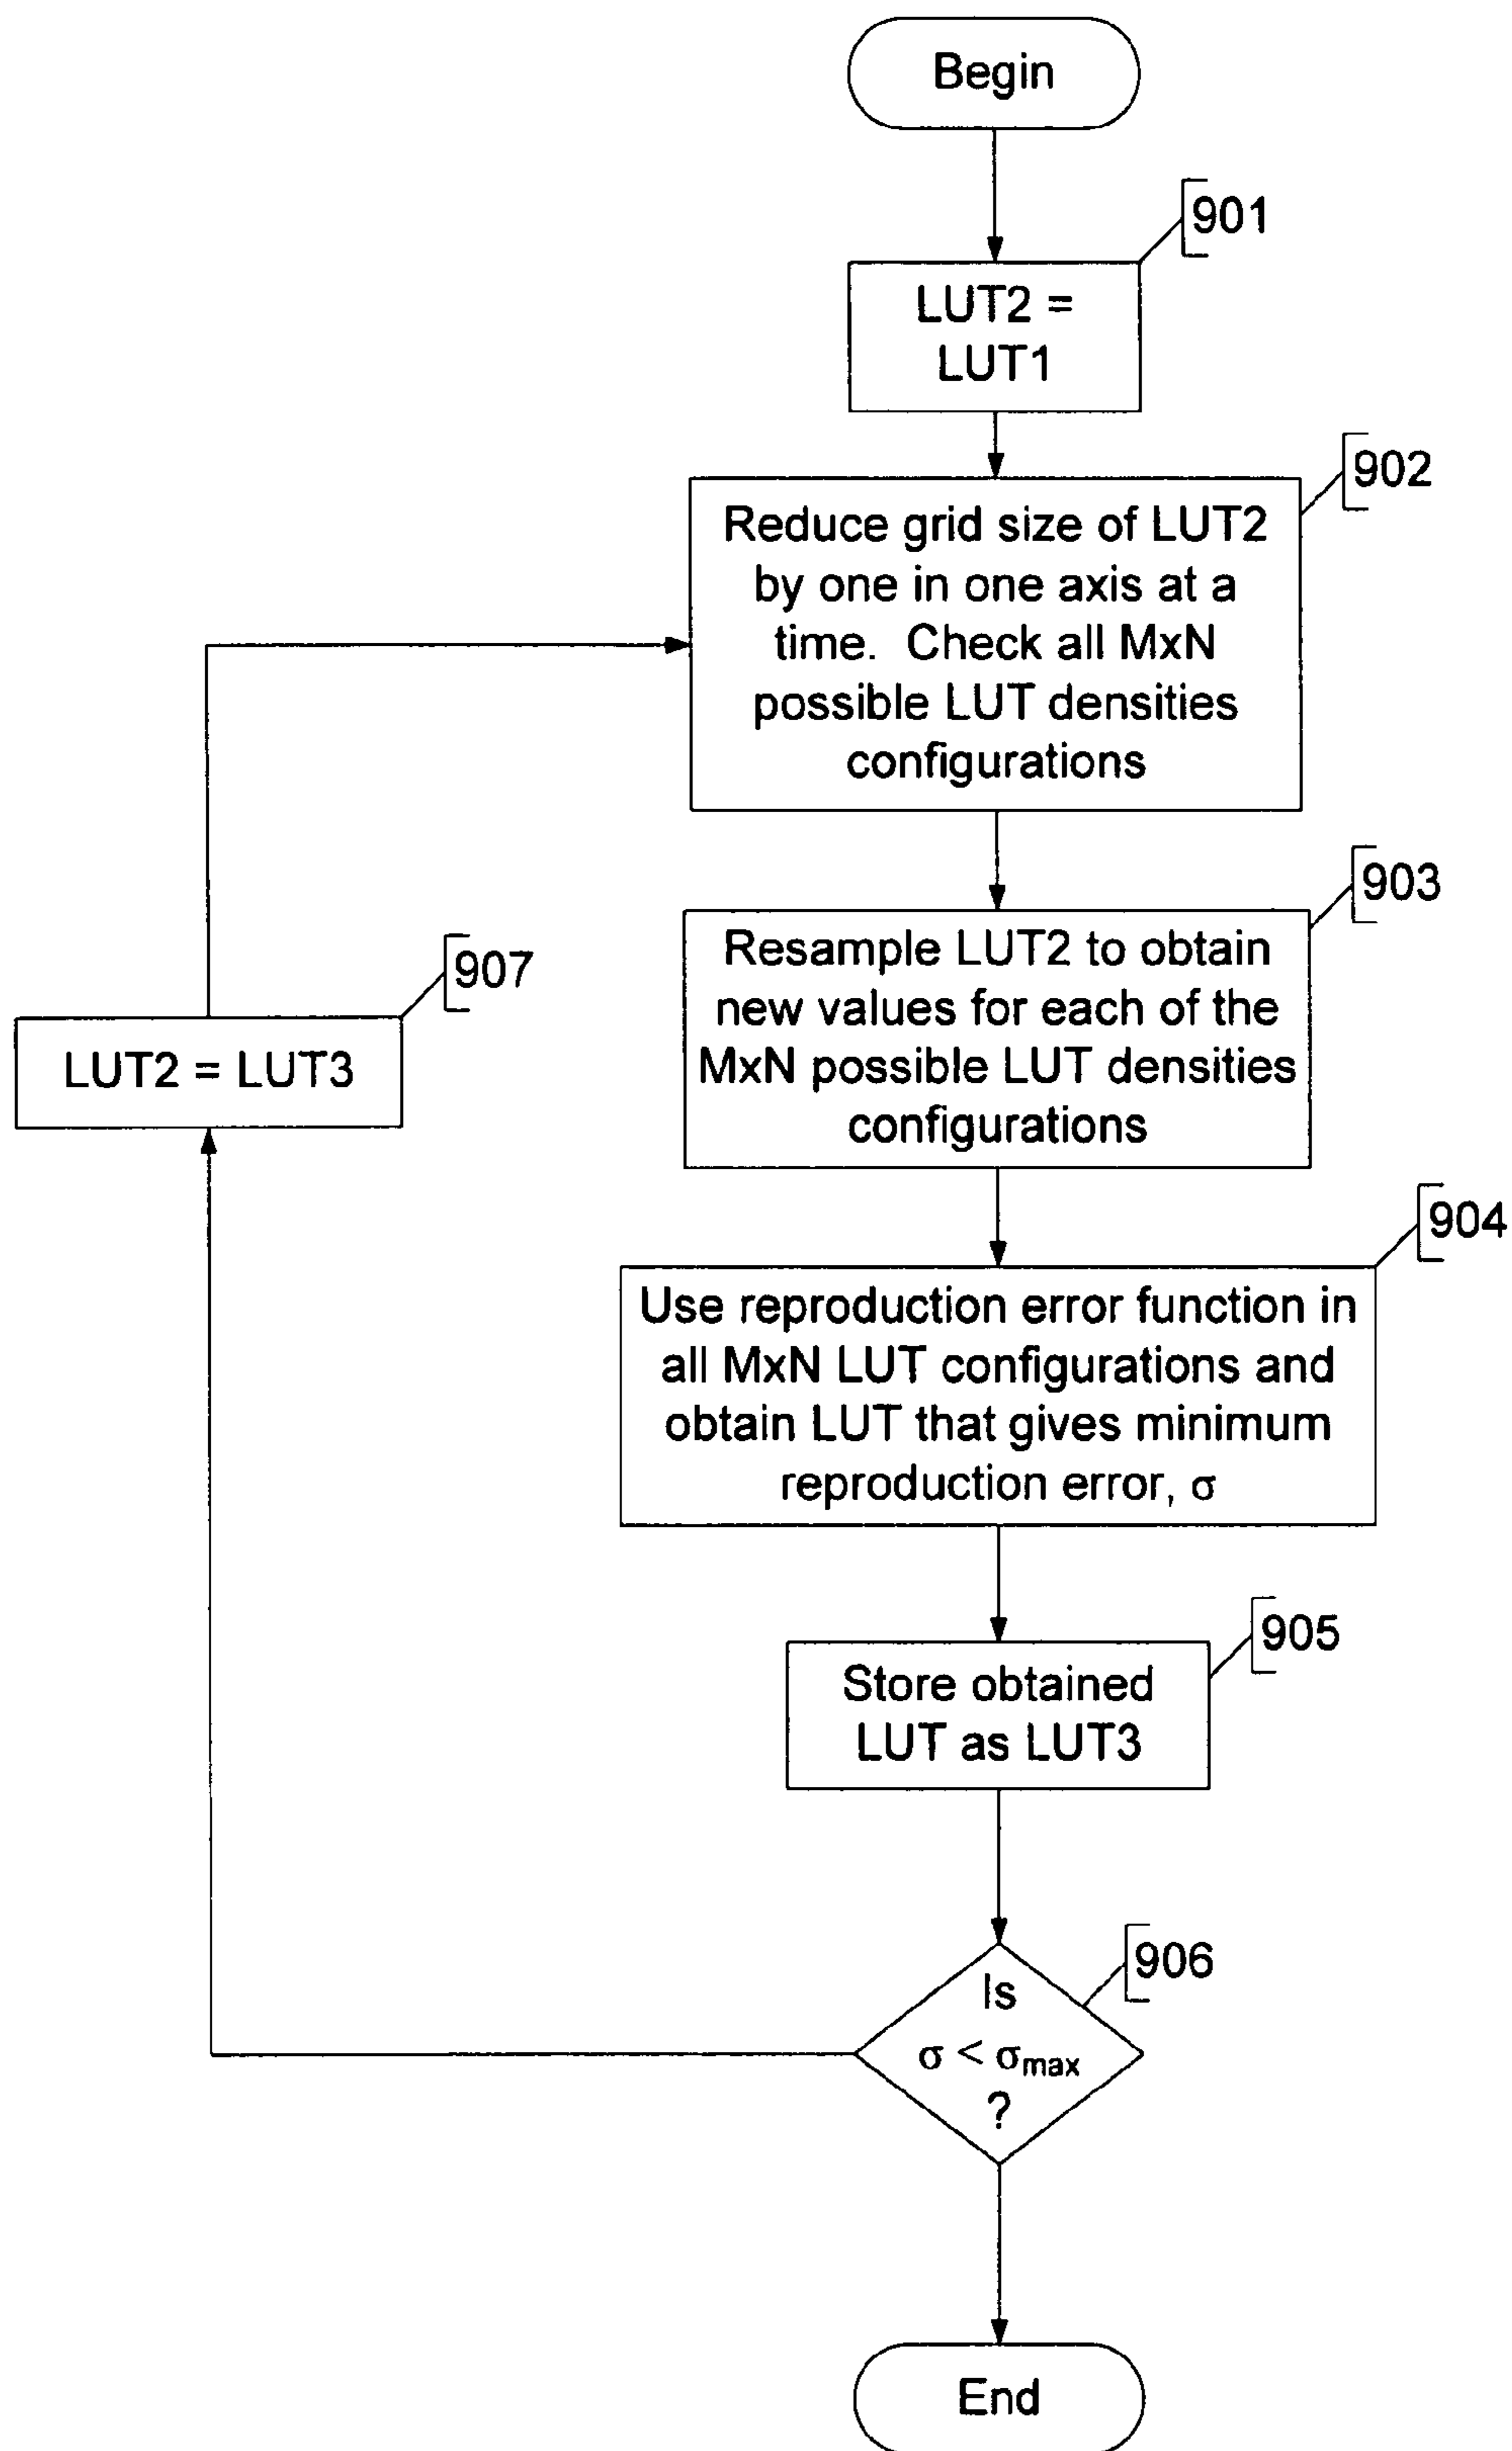 Begin
901
LUT2 =
LUT1
902
Reduce grid size of LUT2
by one in one axis at a
time. Check all MxN
possible LUT densities
configurations
903
Resample LUT2 to obtain
new values for each of the
MxN possible LUT densities
configurations
907
LUT2 = LUT3
904
Use reproduction error function in
all MxN LUT configurations and
obtain LUT that gives minimum
reproduction error, σ
905
Store obtained
LUT as LUT3
906
Is
σ < σmax
?
End